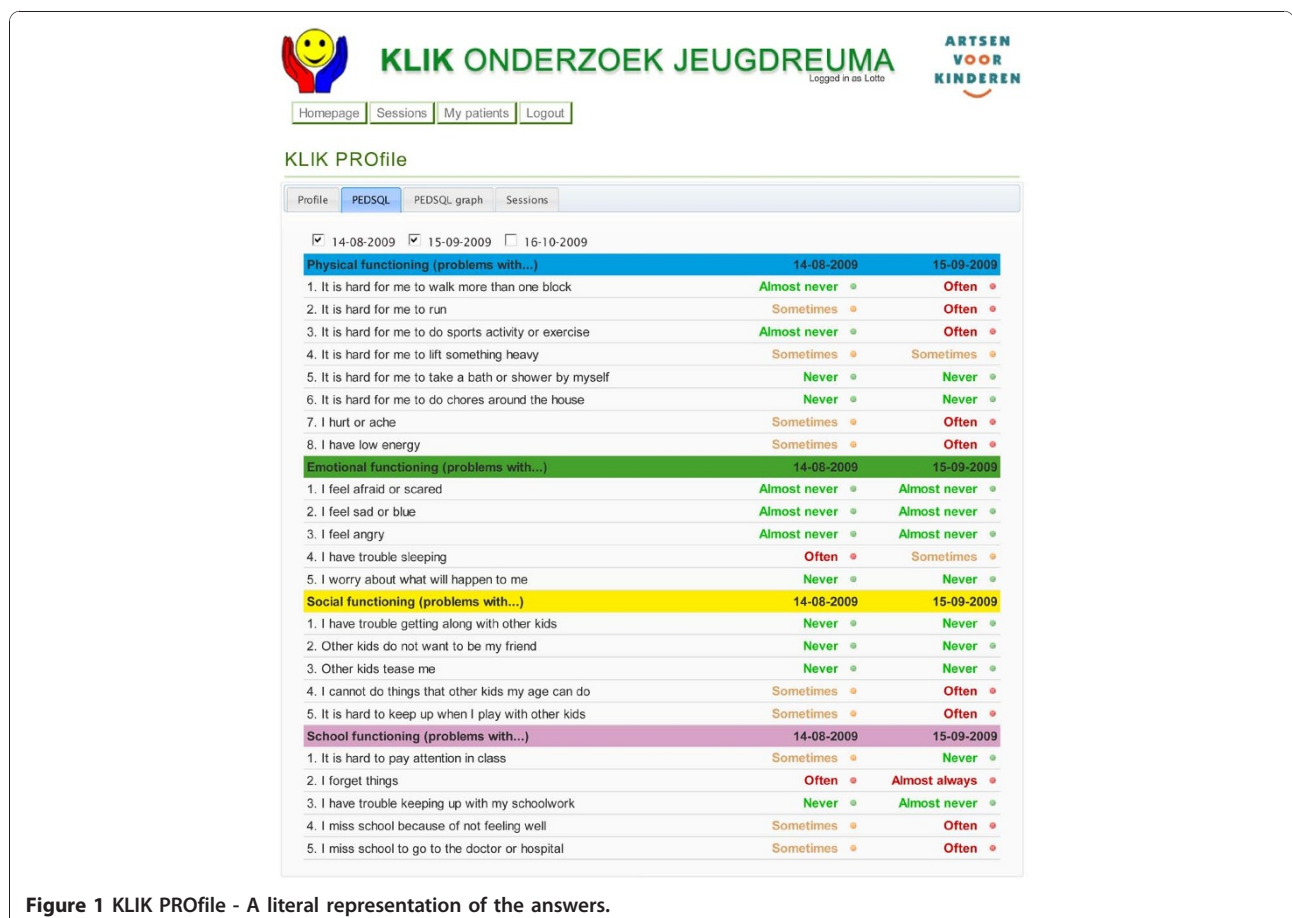 KLIK ONDERZOEK JEUGDREUMA
Logged in as Lotte
ARTSEN
VOOR
KINDEREN
Homepage Sessions My patients Logout
KLIK PROfile
Profile PEDSQL PEDSQL graph Sessions
14-08-2009 15-09-2009 16-10-2009
Physical functioning (problems with...) 14-08-2009 15-09-2009
1. It is hard for me to walk more than one block Almost never Often
2. It is hard for me to run Sometimes Often
3. It is hard for me to do sports activity or exercise Almost never Often
4. It is hard for me to lift something heavy Sometimes Sometimes
5. It is hard for me to take a bath or shower by myself Never Never
6. It is hard for me to do chores around the house Never Never
7. I hurt or ache Sometimes Often
8. I have low energy Sometimes Often
Emotional functioning (problems with...) 14-08-2009 15-09-2009
1. I feel afraid or scared Almost never Almost never
2. I feel sad or blue Almost never Almost never
3. I feel angry Almost never Almost never
4. I have trouble sleeping Often Sometimes
5. I worry about what will happen to me Never Never
Social functioning (problems with...) 14-08-2009 15-09-2009
1. I have trouble getting along with other kids Never Never
2. Other kids do not want to be my friend Never Never
3. Other kids tease me Never Never
4. I cannot do things that other kids my age can do Sometimes Often
5. It is hard to keep up when I play with other kids Sometimes Often
School functioning (problems with...) 14-08-2009 15-09-2009
1. It is hard to pay attention in class Sometimes Never
2. I forget things Often Almost always
3. I have trouble keeping up with my schoolwork Never Almost never
4. I miss school because of not feeling well Sometimes Often
5. I miss school to go to the doctor or hospital Sometimes Often
Figure 1 KLIK PROfile - A literal representation of the answers.